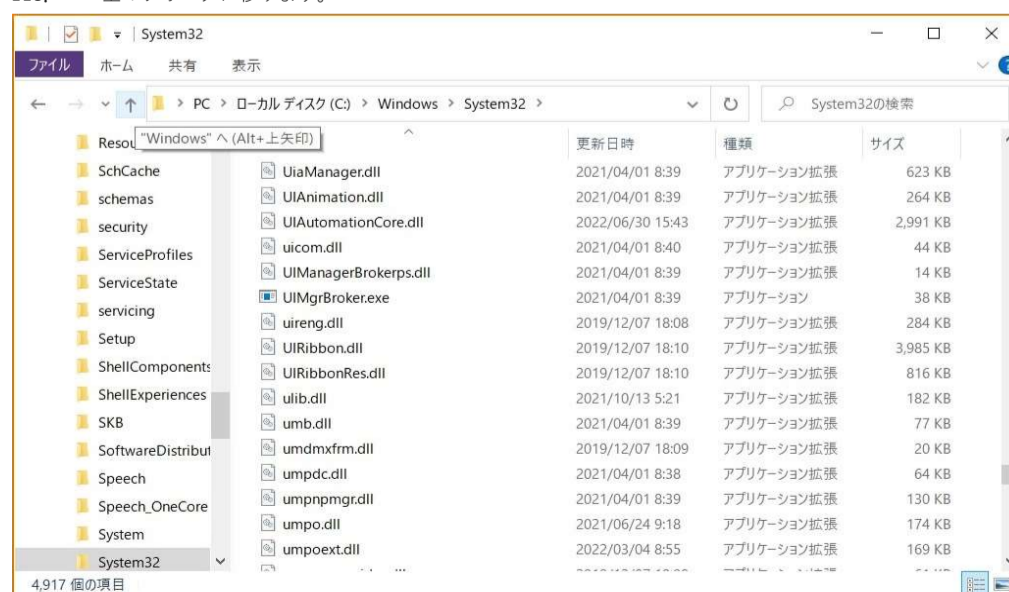 System32
ファイル ホーム 共有 表示
PC > ローカル ディスク (C:) > Windows > System32 >
System32の検索
"Windows" へ (Alt+上矢印)
更新日時 種類 サイズ
SchCache
schemas
security
ServiceProfiles
ServiceState
servicing
Setup
ShellComponents
ShellExperiences
SKB
SoftwareDistribut
Speech
Speech_OneCore
System
System32
UiaManager.dll 2021/04/01 8:39 アプリケーション拡張 623 KB
UIAnimation.dll 2021/04/01 8:39 アプリケーション拡張 264 KB
UIAutomationCore.dll 2022/06/30 15:43 アプリケーション拡張 2,991 KB
uicom.dll 2021/04/01 8:40 アプリケーション拡張 44 KB
UIManagerBrokerps.dll 2021/04/01 8:39 アプリケーション拡張 14 KB
UIMgrBroker.exe 2021/04/01 8:39 アプリケーション 38 KB
uireng.dll 2019/12/07 18:08 アプリケーション拡張 284 KB
UIRibbon.dll 2019/12/07 18:10 アプリケーション拡張 3,985 KB
UIRibbonRes.dll 2019/12/07 18:10 アプリケーション拡張 816 KB
ulib.dll 2021/10/13 5:21 アプリケーション拡張 182 KB
umb.dll 2021/04/01 8:39 アプリケーション拡張 77 KB
umdmxfrm.dll 2019/12/07 18:09 アプリケーション拡張 20 KB
umpdc.dll 2021/04/01 8:38 アプリケーション拡張 64 KB
umpnpmgr.dll 2021/04/01 8:39 アプリケーション拡張 130 KB
umpo.dll 2021/06/24 9:18 アプリケーション拡張 174 KB
umpoext.dll 2022/03/04 8:55 アプリケーション拡張 169 KB
4,917 個の項目